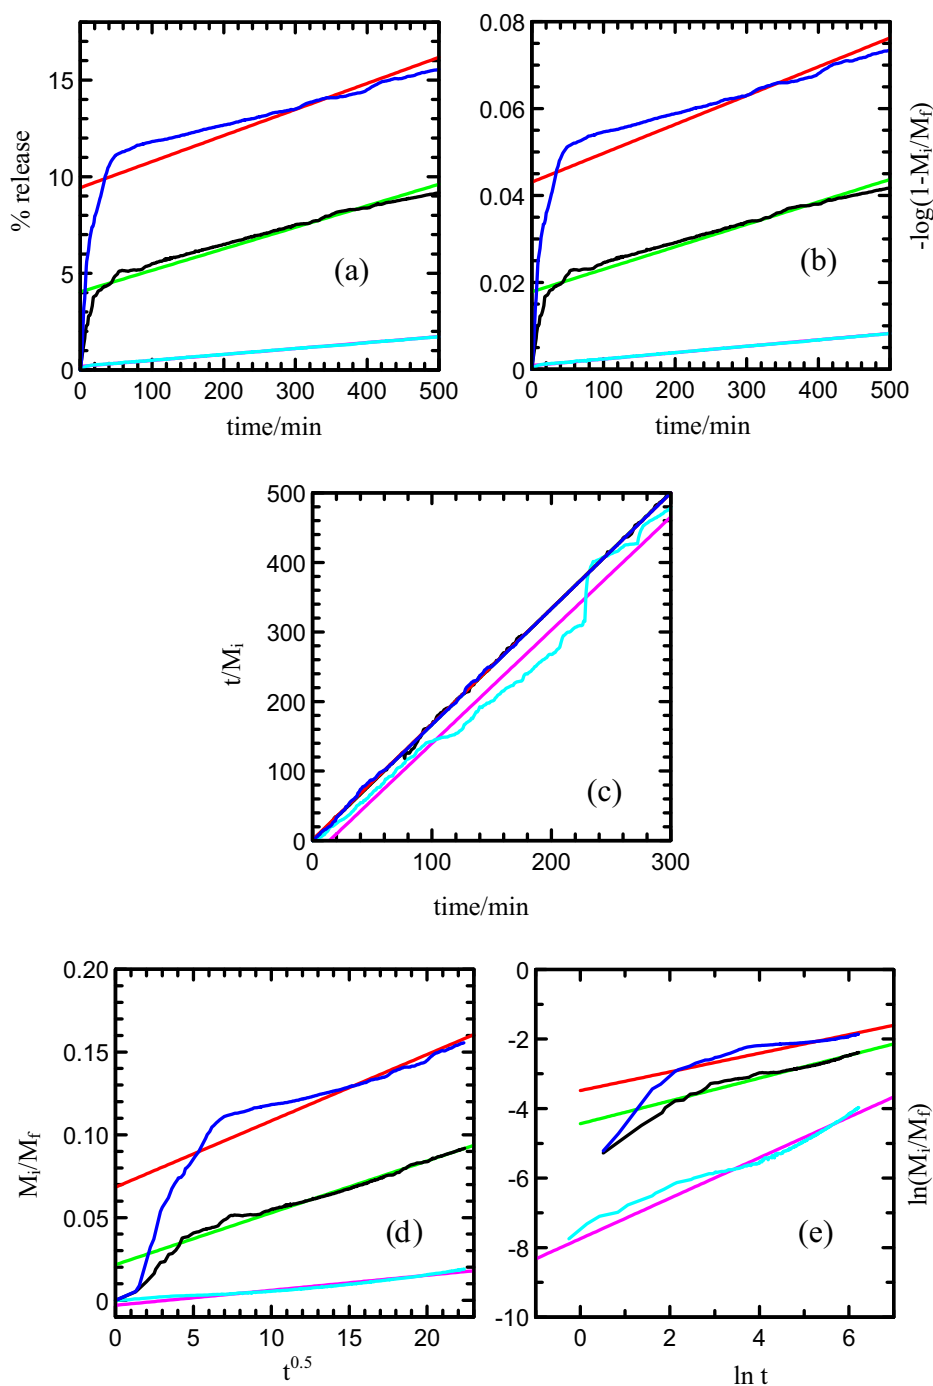 % release
15
10
5
0
(a)
0 100 200 300 400 500
time/min
0.08
0.06
0.04
0.02
0
(b)
-log(1-Mi/Mf)
0 100 200 300 400 500
time/min
t/Mi
500
400
300
200
100
0
(c)
0 100 200 300
time/min
Mi/Mf
0.20
0.15
0.10
0.05
0
(d)
0 5 10 15 20
t0.5
0
-2
-4
-6
-8
-10
(e)
ln(Mi/Mf)
0 2 4 6
ln t